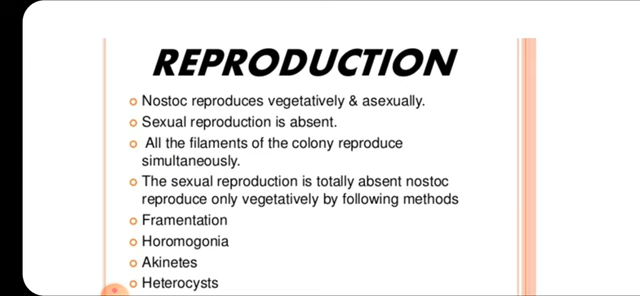 REPRODUCTION
Nostoc reproduces vegetatively & asexually.
Sexual reproduction is absent.
All the filaments of the colony reproduce
simultaneously.
The sexual reproduction is totally absent nostoc
reproduce only vegetatively by following methods
Framentation
Horomogonia
Akinetes
Heterocysts